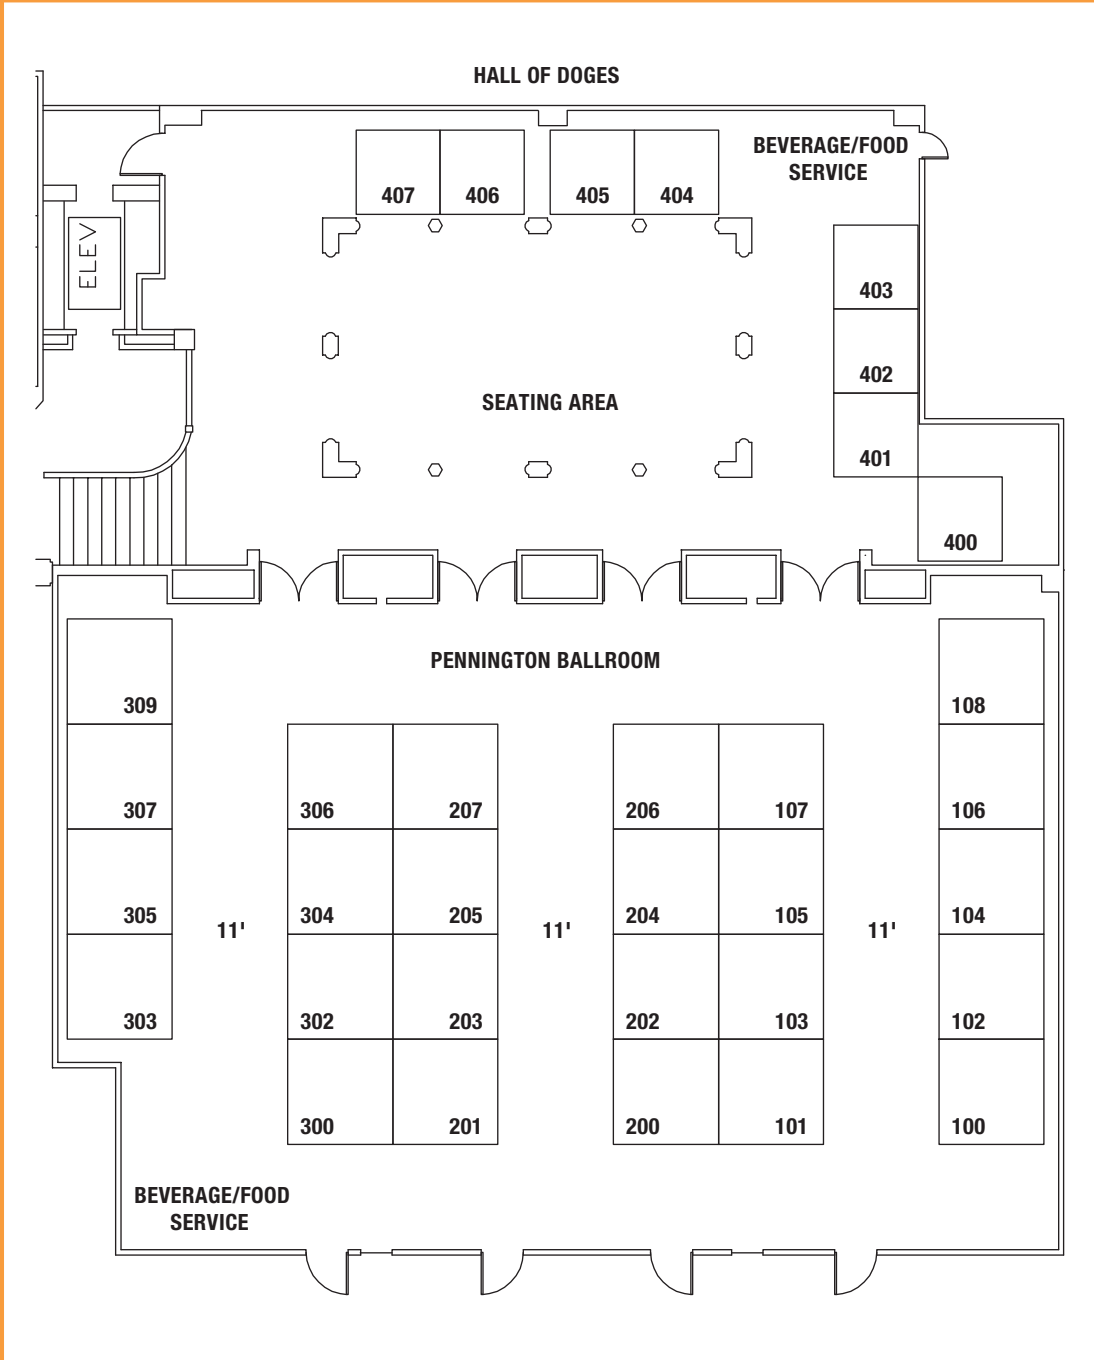 HALL OF DOGES
BEVERAGE/FOOD
SERVICE
407 406 405 404
ELEV
403
402
SEATING AREA
401
400
PENNINGTON BALLROOM
309 108
307 306 207 206 107 106
305 304 205 204 105 104
11' 11' 11'
303 302 203 202 103 102
300 201 200 101 100
BEVERAGE/FOOD
SERVICE